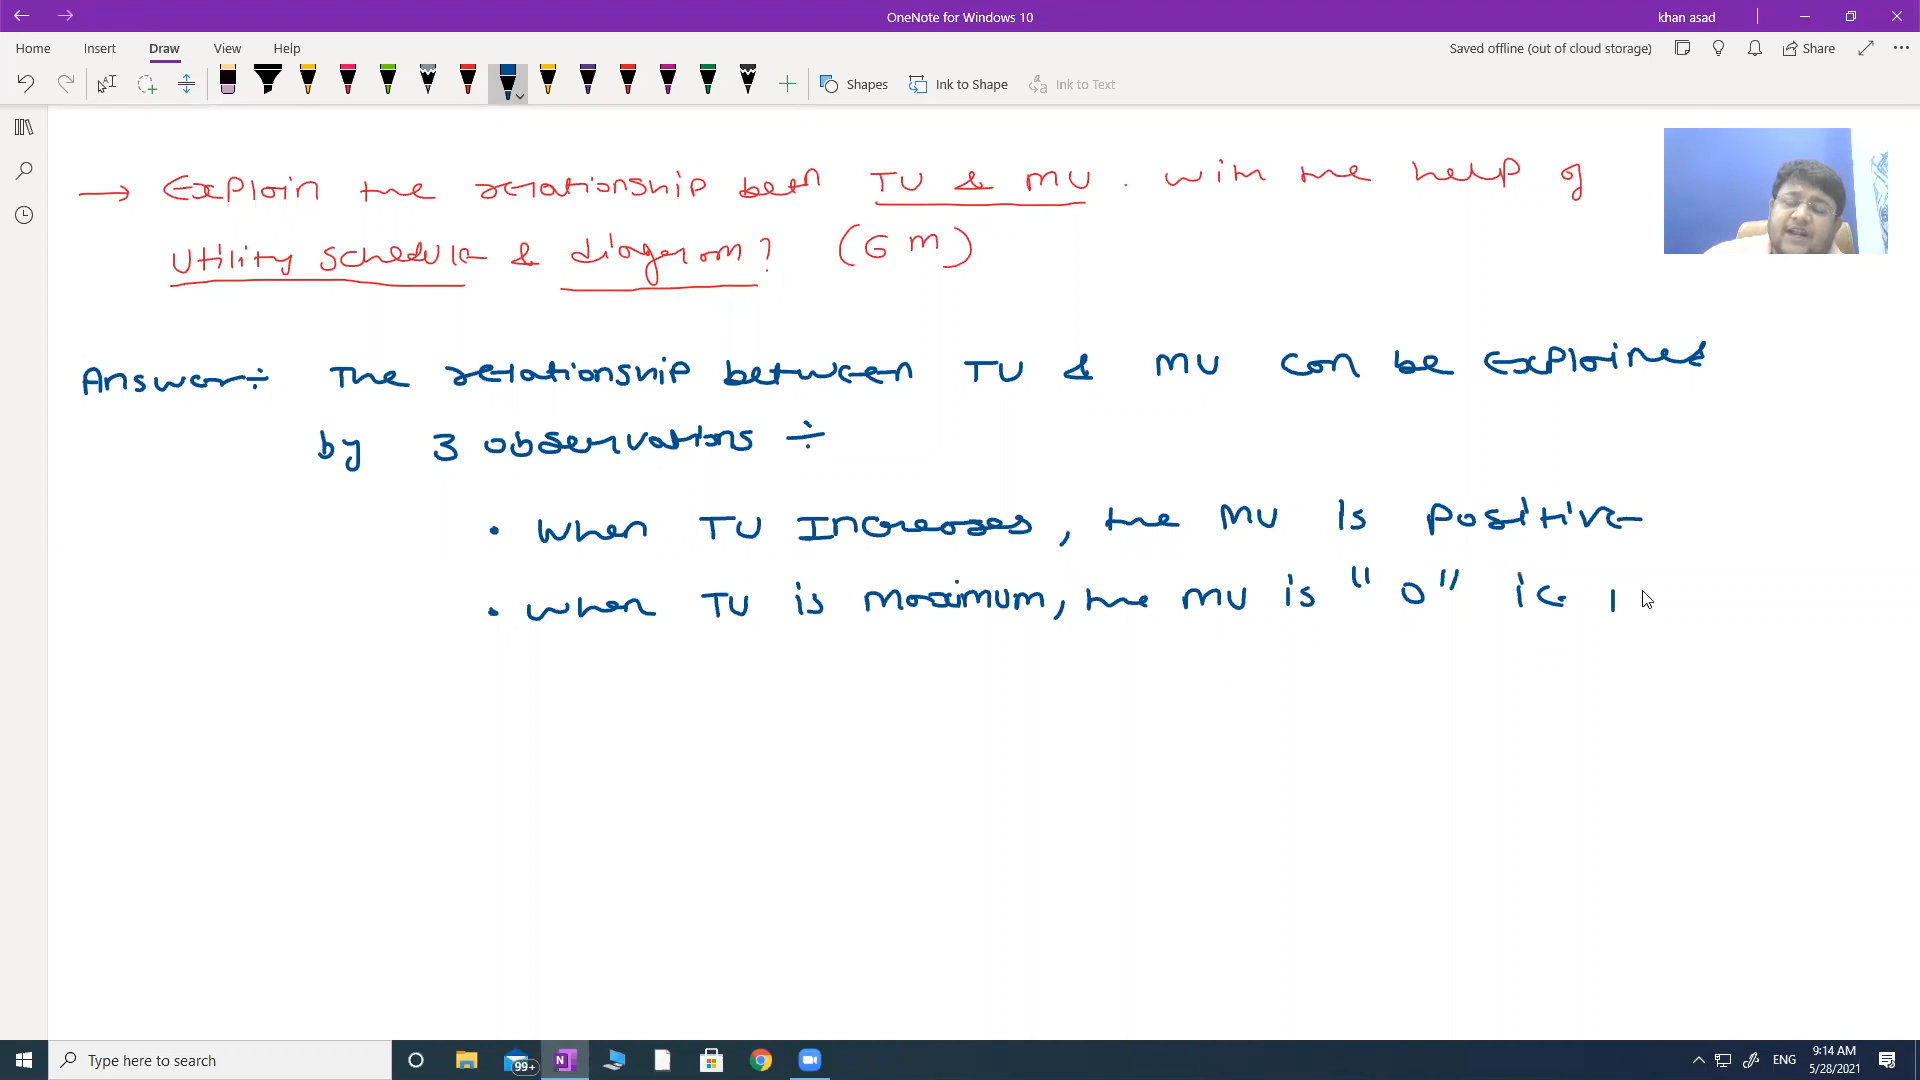 OneNote for Windows 10
khan asad
Home Insert Draw View Help
Saved offline (out of cloud storage)
Share
Shapes
Ink to Shape
Ink to Text
→ Explain the relationship betn TU & MU. with the help of
utility schedule & diagram? (6 m)
Answer÷ The relationship between TU & MU can be explained
by 3 observations ÷
• when TU Increases, the MU is positive
• when TU is maximum, the MU is "0" ie. 1
Type here to search
99+
ENG
9:14 AM
5/28/2021